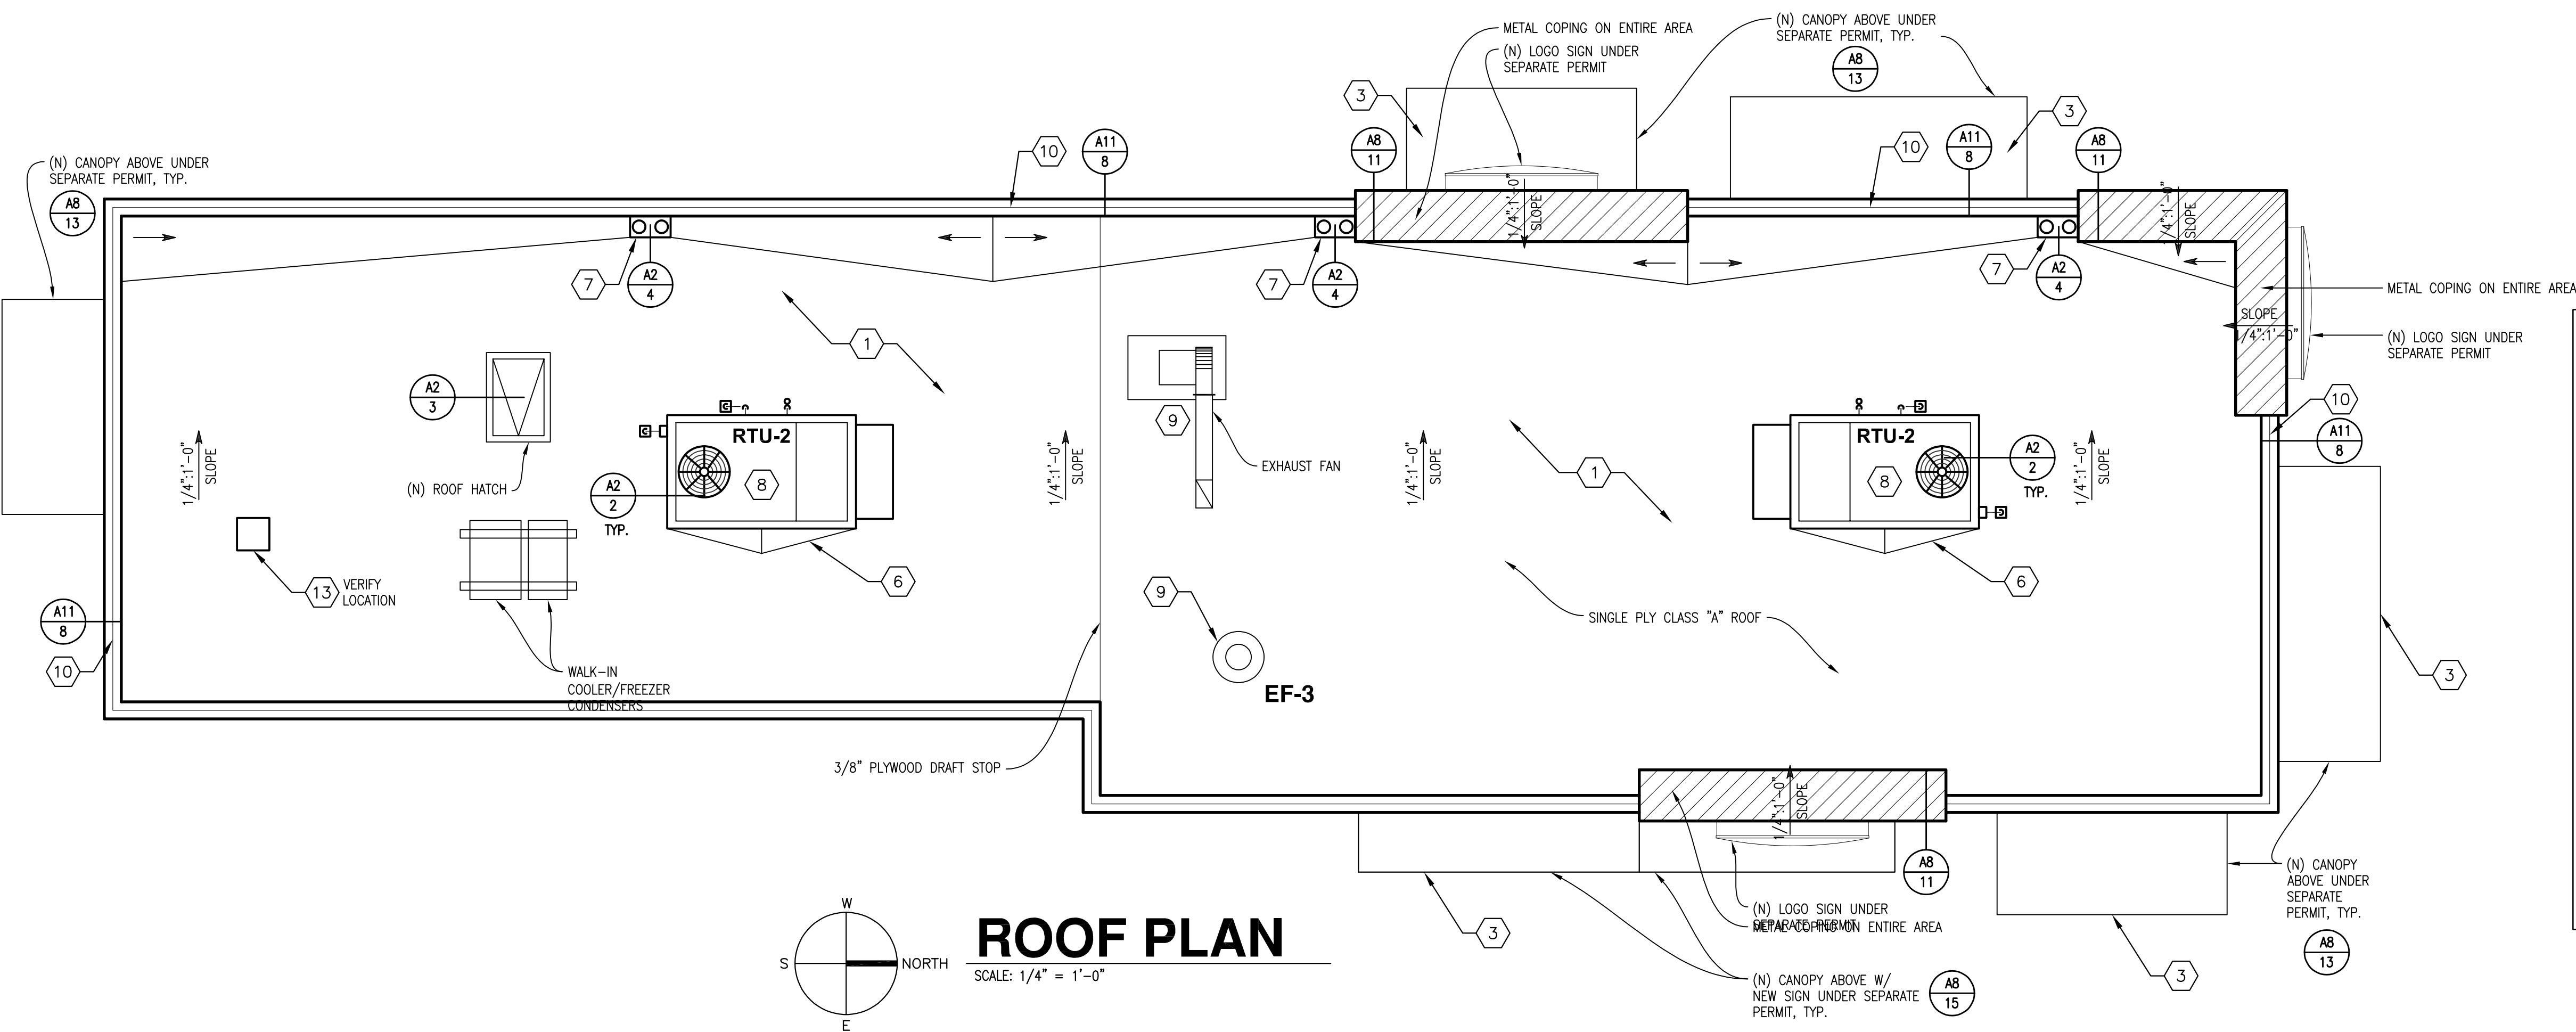 METAL COPING ON ENTIRE AREA
(N) LOGO SIGN UNDER
SEPARATE PERMIT
(N) CANOPY ABOVE UNDER
SEPARATE PERMIT, TYP.
A8
13
3
3
(N) CANOPY ABOVE UNDER
SEPARATE PERMIT, TYP.
A8
13
10
A11
8
A8
11
10
A11
8
A8
11
1/4":1'-0"
SLOPE
1/4":1'-0"
SLOPE
7
A2
4
7
A2
4
7
A2
4
METAL COPING ON ENTIRE AREA
SLOPE
1/4":1'-0"
(N) LOGO SIGN UNDER
SEPARATE PERMIT
1
A2
3
(N) ROOF HATCH
1/4":1'-0"
SLOPE
RTU-2
8
A2
2
TYP.
6
1/4":1'-0"
SLOPE
9
EXHAUST FAN
1/4":1'-0"
SLOPE
1
RTU-2
8
A2
2
TYP.
6
1/4":1'-0"
SLOPE
10
A11
8
13
VERIFY
LOCATION
A11
8
10
WALK-IN
COOLER/FREEZER
CONDENSERS
9
EF-3
SINGLE PLY CLASS "A" ROOF
3
3/8" PLYWOOD DRAFT STOP
1/4":1'-0"
SLOPE
A8
11
(N) LOGO SIGN UNDER
SEPARATE PERMIT
METAL COPING ON ENTIRE AREA
3
(N) CANOPY ABOVE W/
NEW SIGN UNDER SEPARATE
PERMIT, TYP.
A8
15
3
(N) CANOPY
ABOVE UNDER
SEPARATE
PERMIT, TYP.
A8
13
W
S
NORTH
E
ROOF PLAN
SCALE: 1/4" = 1'-0"